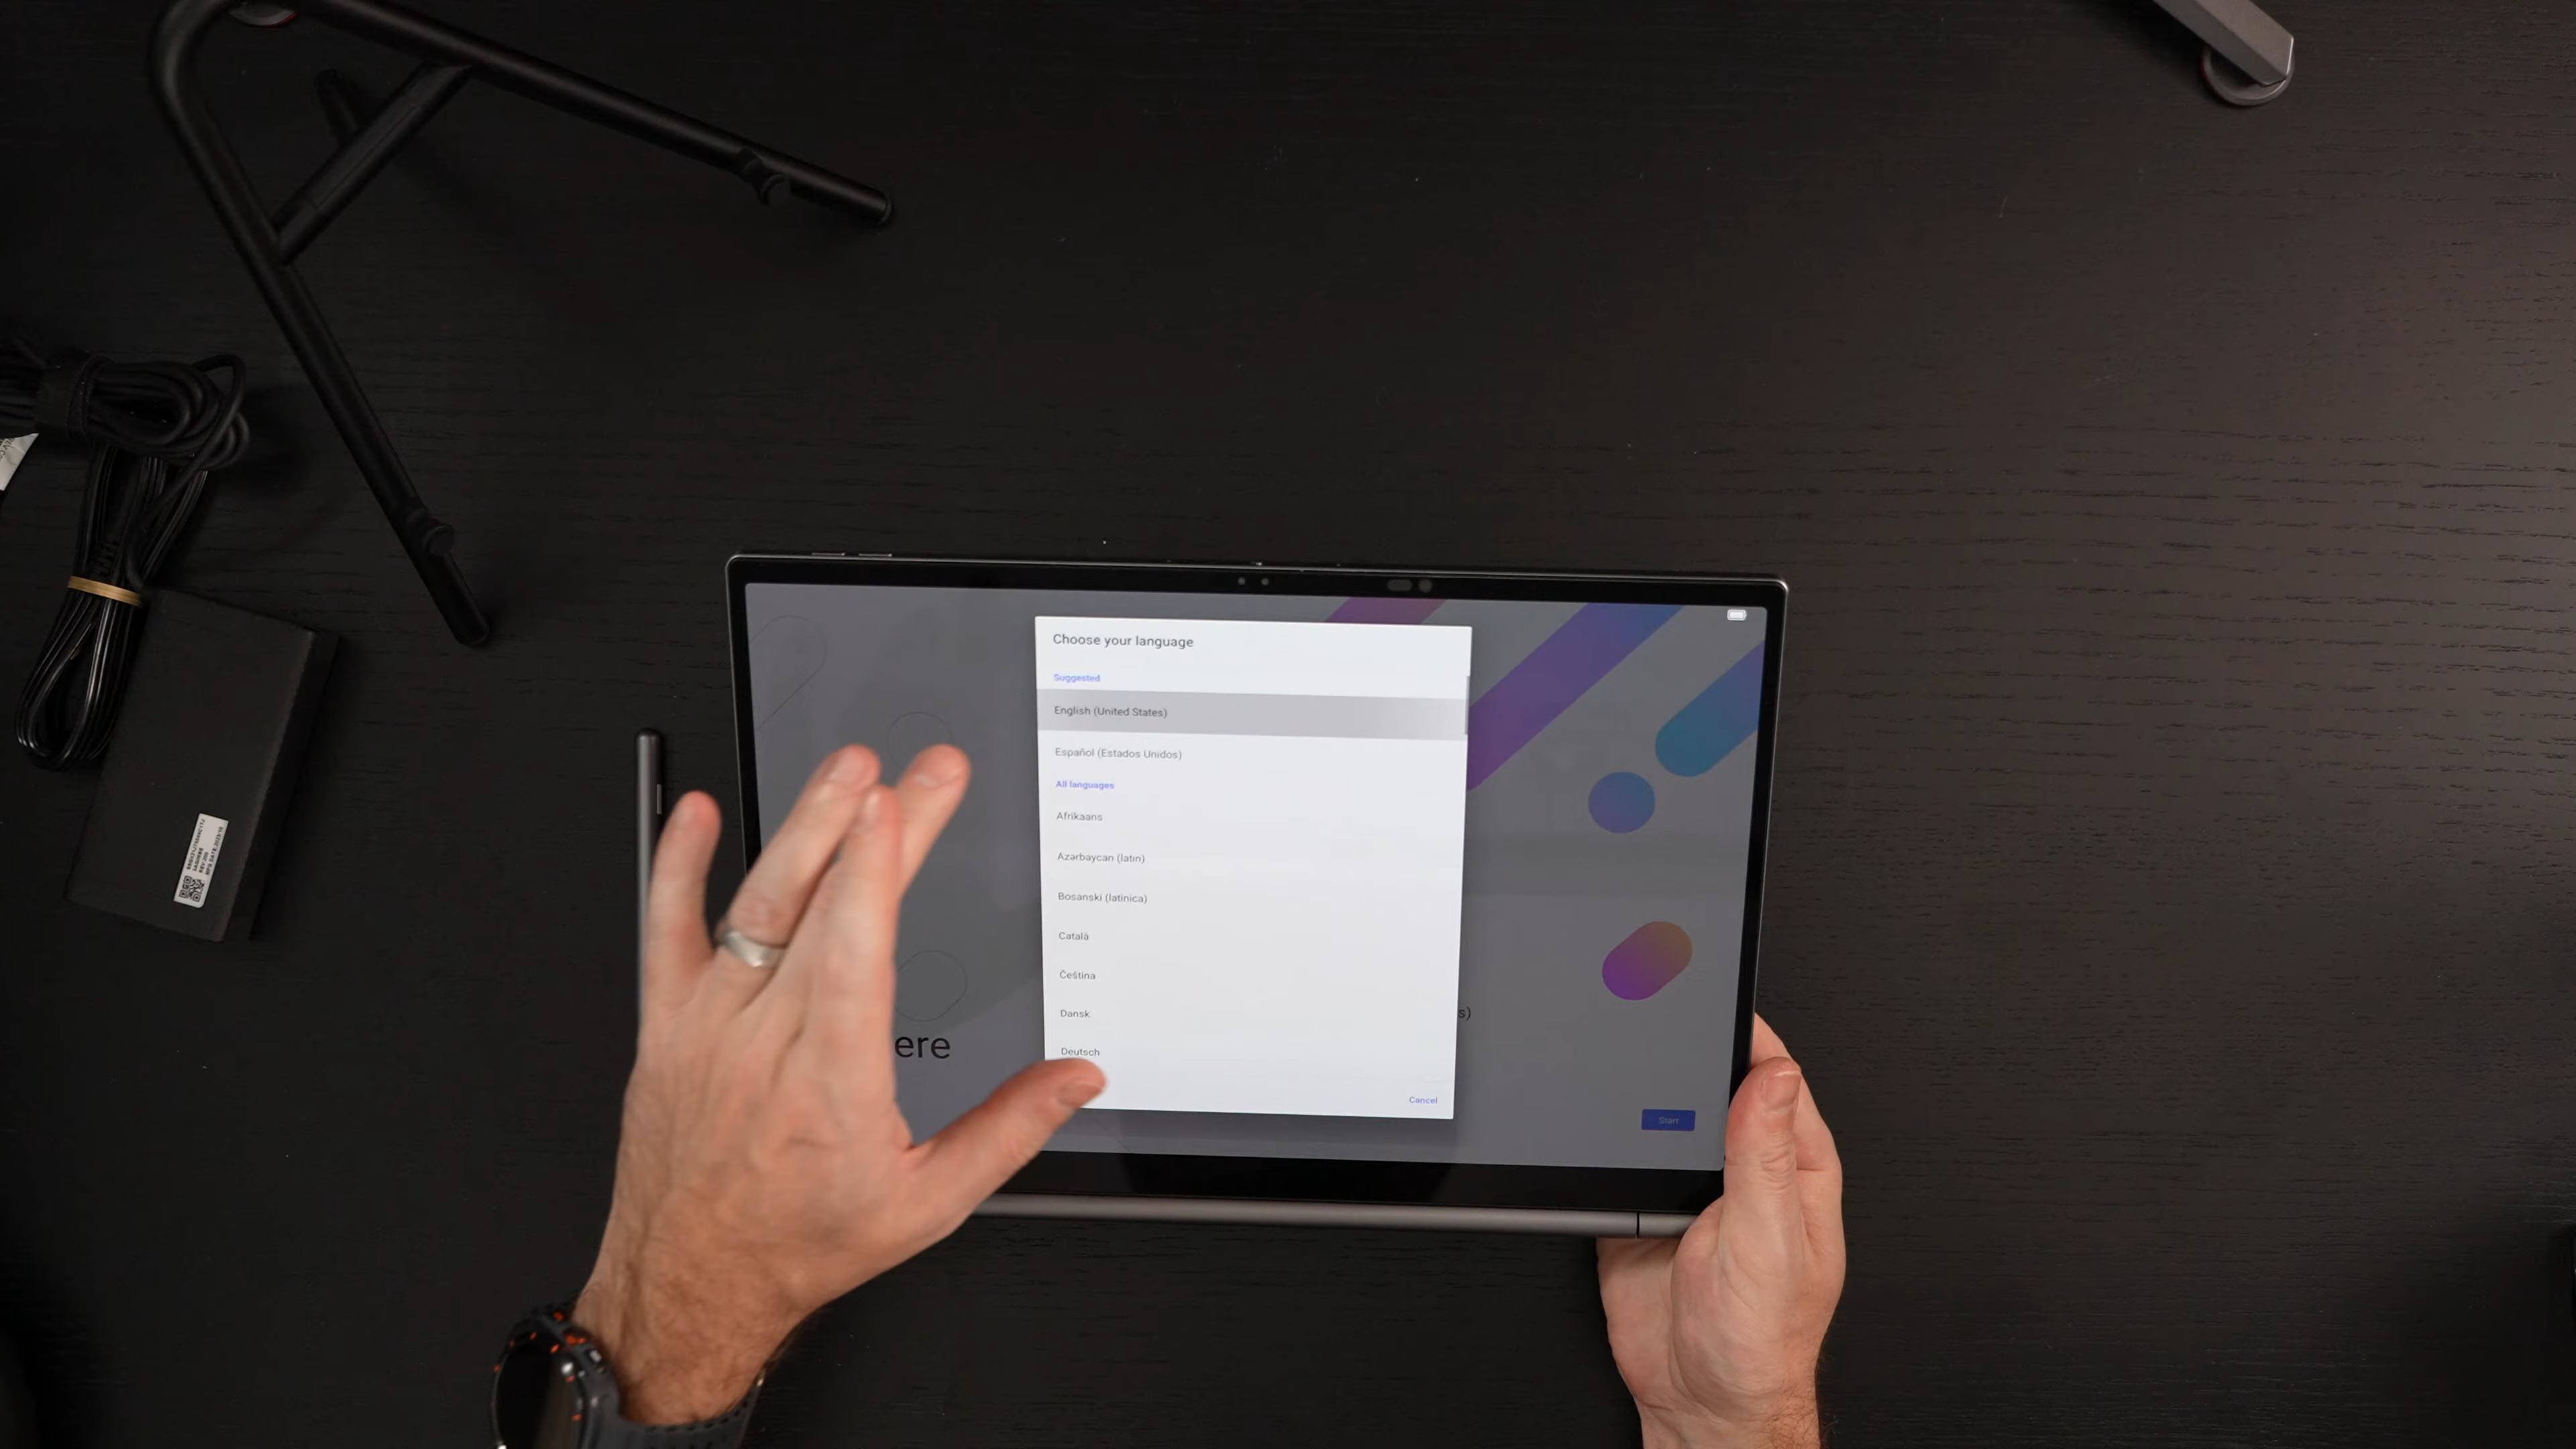 Choose your language
Suggested
English (United States)
Español (Estados Unidos)
All languages
Afrikaans
Azərbaycan (latın)
Bosanski (latinica)
Català
Čeština
Dansk
Deutsch
Cancel
ere
s)
Start